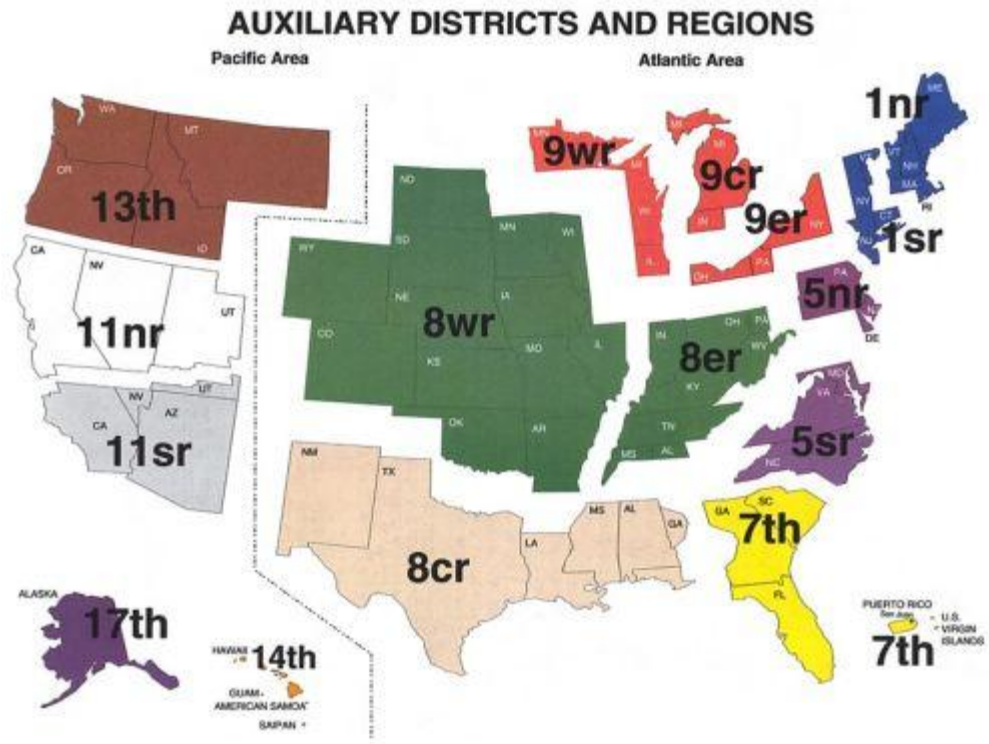 AUXILIARY DISTRICTS AND REGIONS
Pacific Area
Atlantic Area
WA
MT
OR
13th
ID
CA
NV
UT
11nr
UT
NV
AZ
CA
11sr
ND
SD
MN
WI
WY
NE
IA
8wr
CO
KS
MO
IL
OK
AR
MN
9wr
MI
MI
MI
9cr
WI
IN
IL
9er
NY
OH
PA
1nr
ME
VT
NH
MA
RI
NY
CT
NJ
1sr
PA
5nr
NJ
DE
IN
OH
PA
WV
8er
KY
TN
MS
AL
MD
VA
5sr
NC
NM
TX
LA
MS
AL
GA
8cr
GA
SC
7th
FL
PUERTO RICO
San Juan
U.S.
VIRGIN
ISLANDS
7th
ALASKA
17th
HAWAII
14th
GUAM
AMERICAN SAMOA
SAIPAN